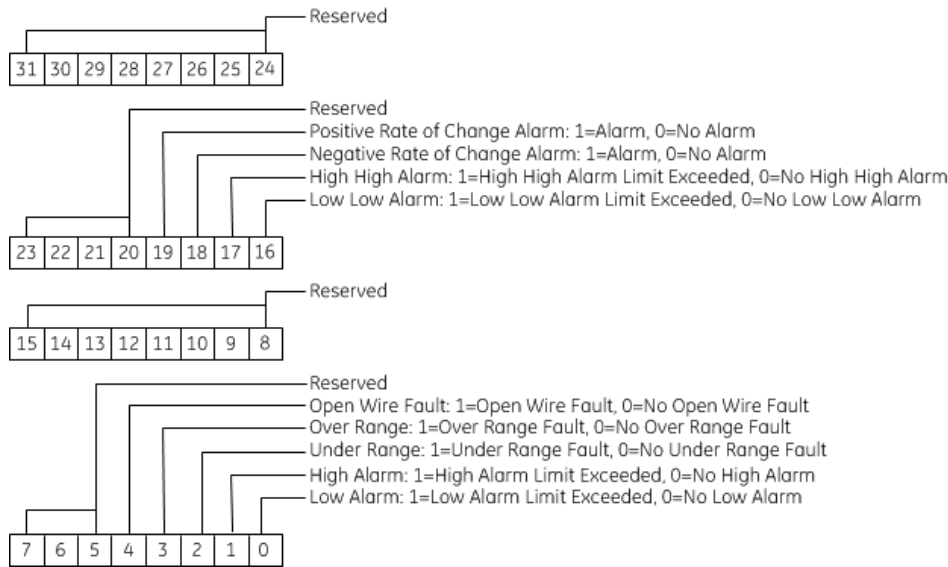 Reserved
31 30 29 28 27 26 25 24
Reserved
Positive Rate of Change Alarm: 1=Alarm, 0=No Alarm
Negative Rate of Change Alarm: 1=Alarm, 0=No Alarm
High High Alarm: 1=High High Alarm Limit Exceeded, 0=No High High Alarm
Low Low Alarm: 1=Low Low Alarm Limit Exceeded, 0=No Low Low Alarm
23 22 21 20 19 18 17 16
Reserved
15 14 13 12 11 10 9 8
Reserved
Open Wire Fault: 1=Open Wire Fault, 0=No Open Wire Fault
Over Range: 1=Over Range Fault, 0=No Over Range Fault
Under Range: 1=Under Range Fault, 0=No Under Range Fault
High Alarm: 1=High Alarm Limit Exceeded, 0=No High Alarm
Low Alarm: 1=Low Alarm Limit Exceeded, 0=No Low Alarm
7 6 5 4 3 2 1 0